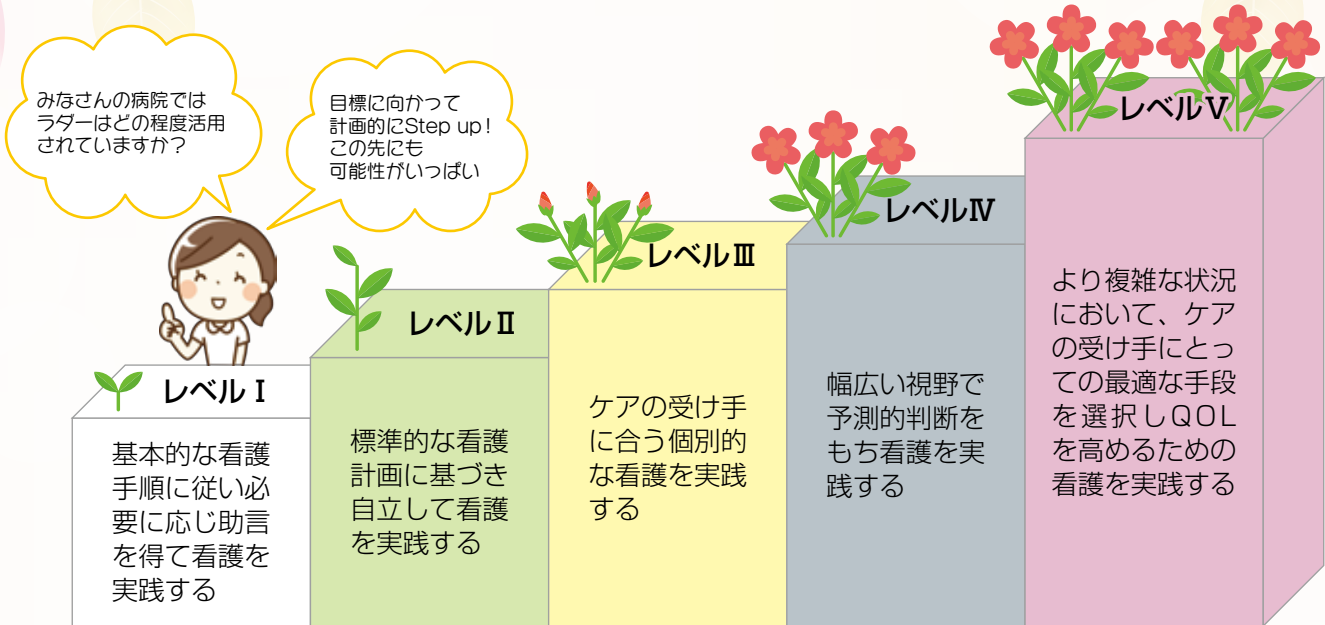 みなさんの病院では
ラダーはどの程度活用
されていますか？
目標に向かって
計画的にStep up！
この先にも
可能性がいっぱい
レベルⅠ
基本的な看護
手順に従い必
要に応じ助言
を得て看護を
実践する
レベルⅡ
標準的な看護
計画に基づき
自立して看護
を実践する
レベルⅢ
ケアの受け手
に合う個別的
な看護を実践
する
レベルⅣ
幅広い視野で
予測的判断を
もち看護を実
践する
レベルⅤ
より複雑な状況
において、ケア
の受け手にとっ
ての最適な手段
を選択しQOL
を高めるための
看護を実践する